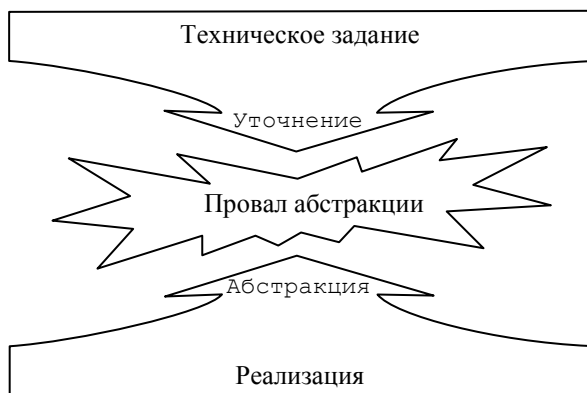 Техническое задание
Уточнение
Провал абстракции
Абстракция
Реализация